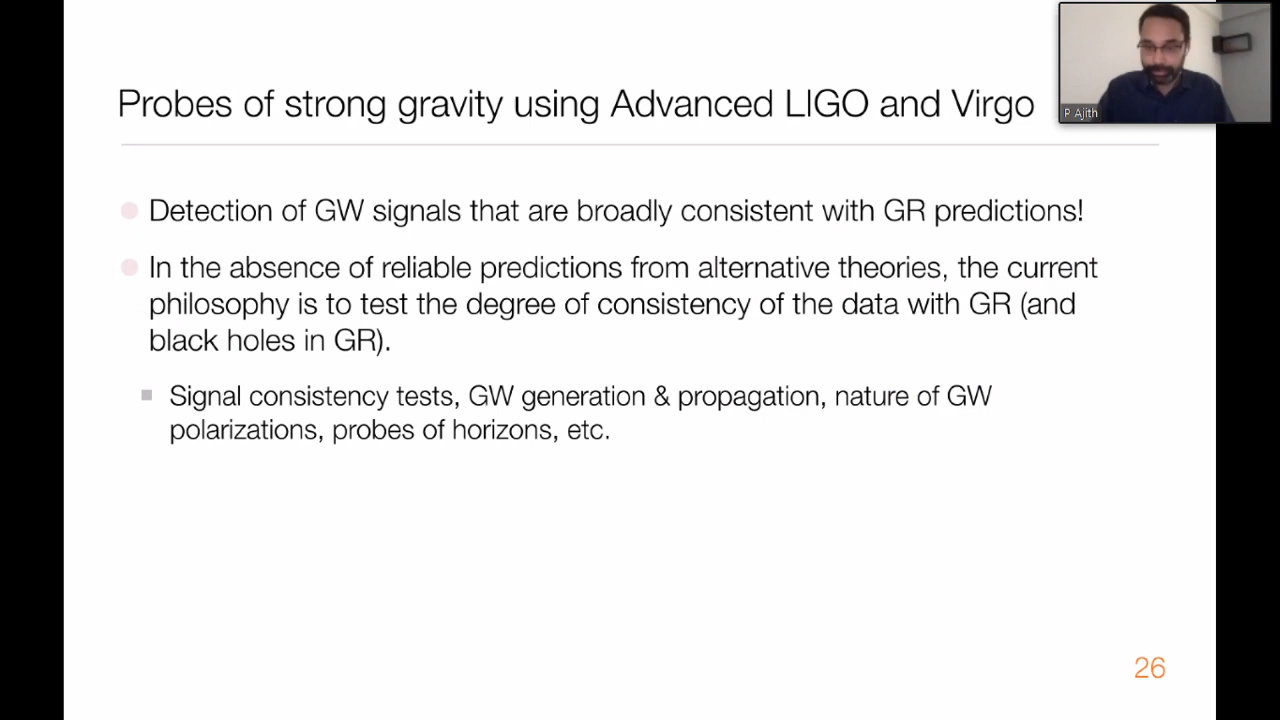 Probes of strong gravity using Advanced LIGO and Virgo
P Ajith
Detection of GW signals that are broadly consistent with GR predictions!
In the absence of reliable predictions from alternative theories, the current
philosophy is to test the degree of consistency of the data with GR (and
black holes in GR).
Signal consistency tests, GW generation & propagation, nature of GW
polarizations, probes of horizons, etc.
26